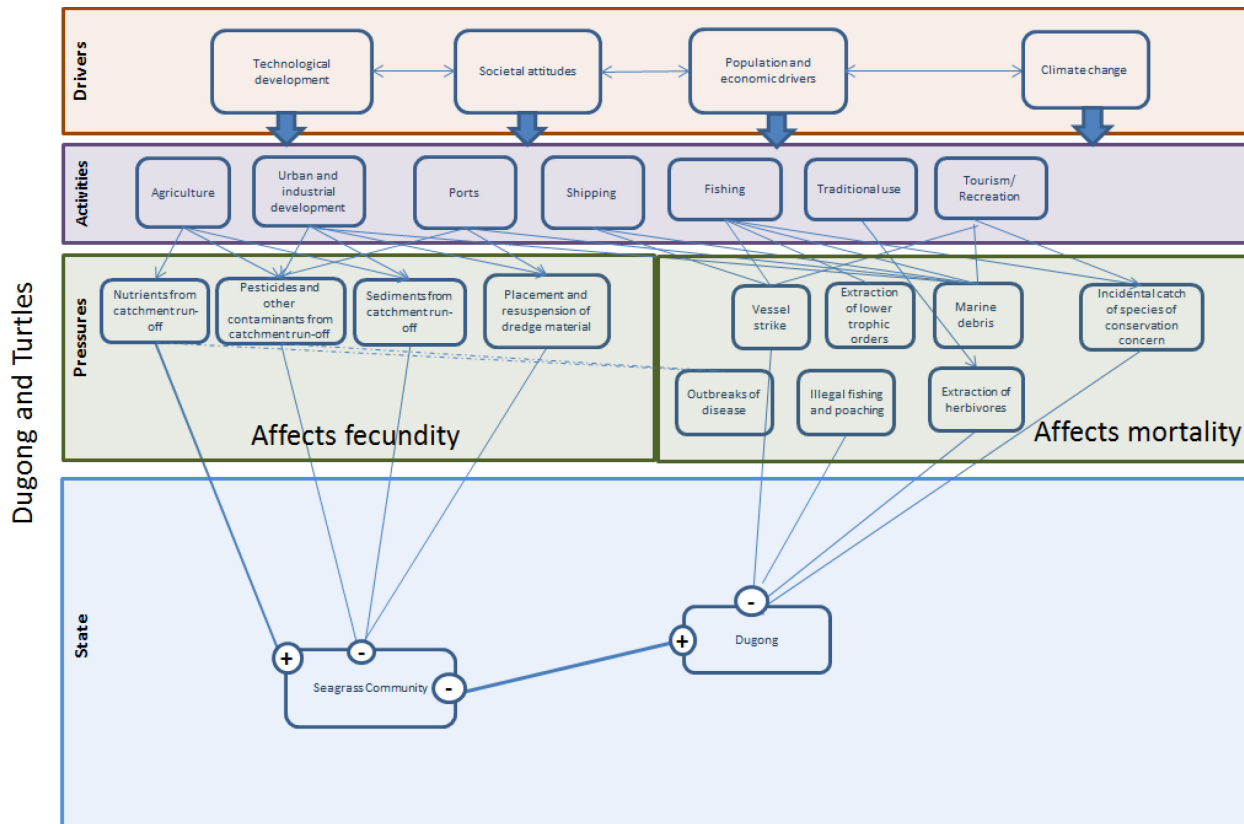 Dugong and Turtles
Drivers
Technological
development
Societal attitudes
Population and
economic drivers
Climate change
Activities
Agriculture
Urban and
industrial
development
Ports
Shipping
Fishing
Traditional use
Tourism/
Recreation
Pressures
Nutrients from
catchment run-
off
Pesticides and
other
contaminants from
catchment run-off
Sediments from
catchment run-
off
Placement and
resuspension of
dredge material
Affects fecundity
Vessel
strike
Extraction
of lower
trophic
orders
Marine
debris
Incidental catch
of species of
conservation
concern
Outbreaks of
disease
Illegal fishing
and poaching
Extraction of
herbivores
Affects mortality
State
+
-
-
Seagrass Community
-
+
Dugong